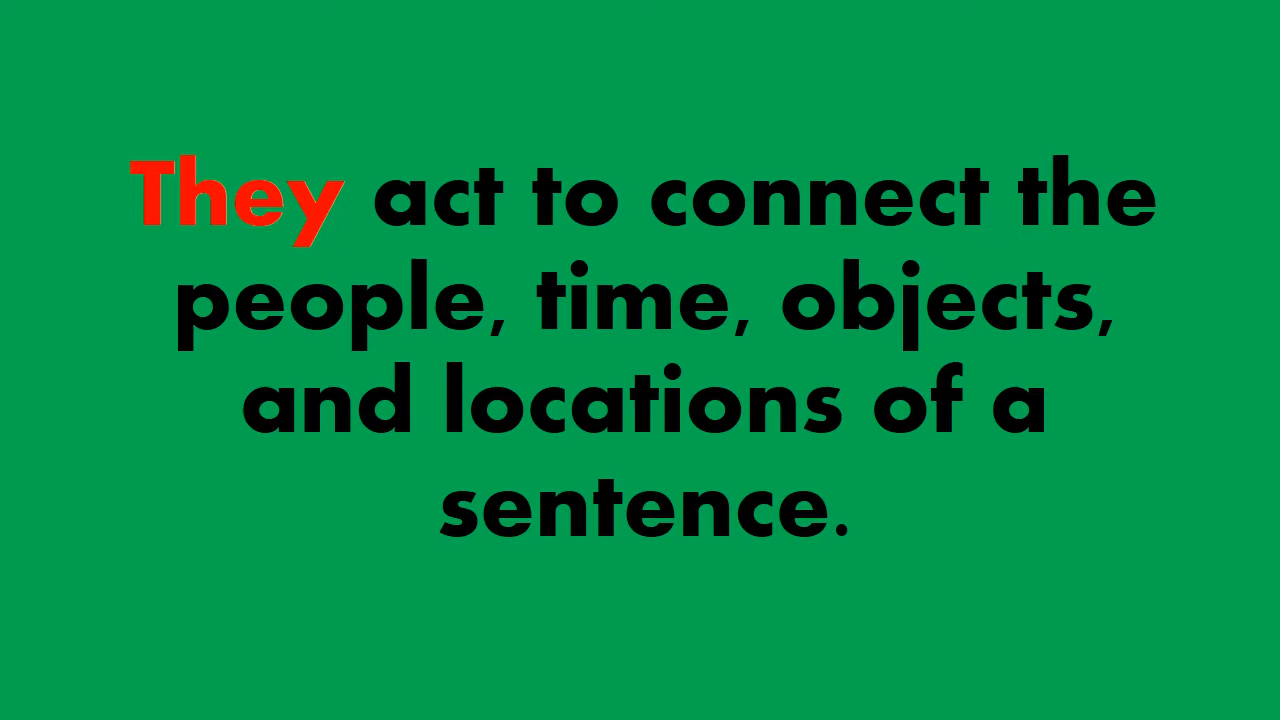 They act to connect the
people, time, objects,
and locations of a
sentence.